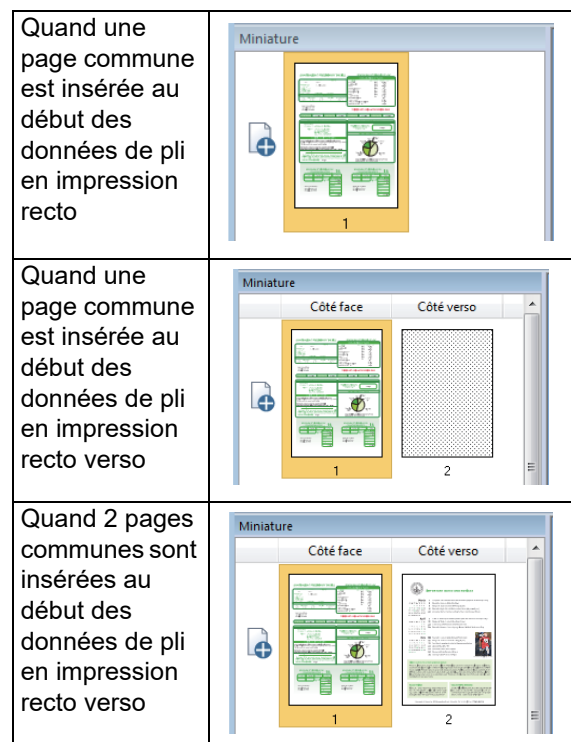 Quand une
page commune
est insérée au
début des
données de pli
en impression
recto
Miniature
1
Quand une
page commune
est insérée au
début des
données de pli
en impression
recto verso
Miniature
Côté face Côté verso
1 2
Quand 2 pages
communes sont
insérées au
début des
données de pli
en impression
recto verso
Miniature
Côté face Côté verso
1 2